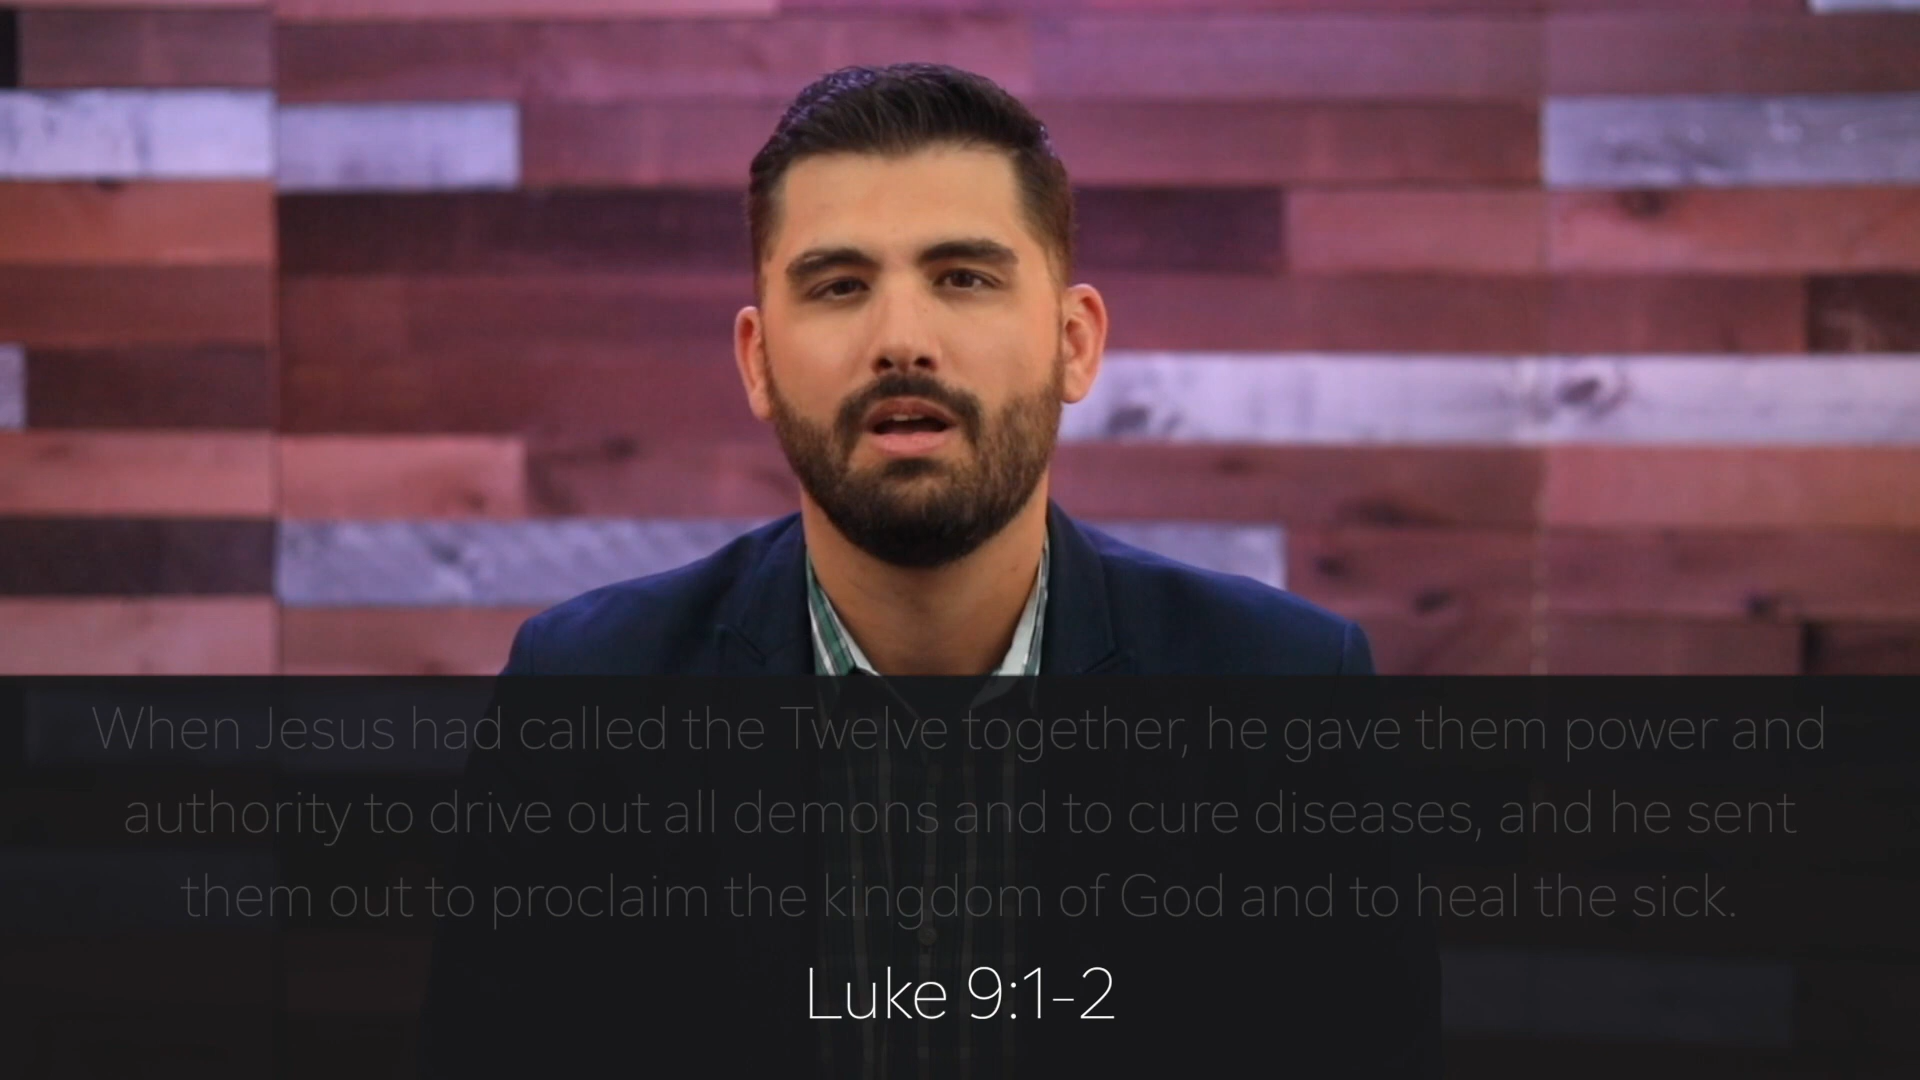 When Jesus had called the Twelve together, he gave them power and
authority to drive out all demons and to cure diseases, and he sent
them out to proclaim the kingdom of God and to heal the sick.
Luke 9:1-2